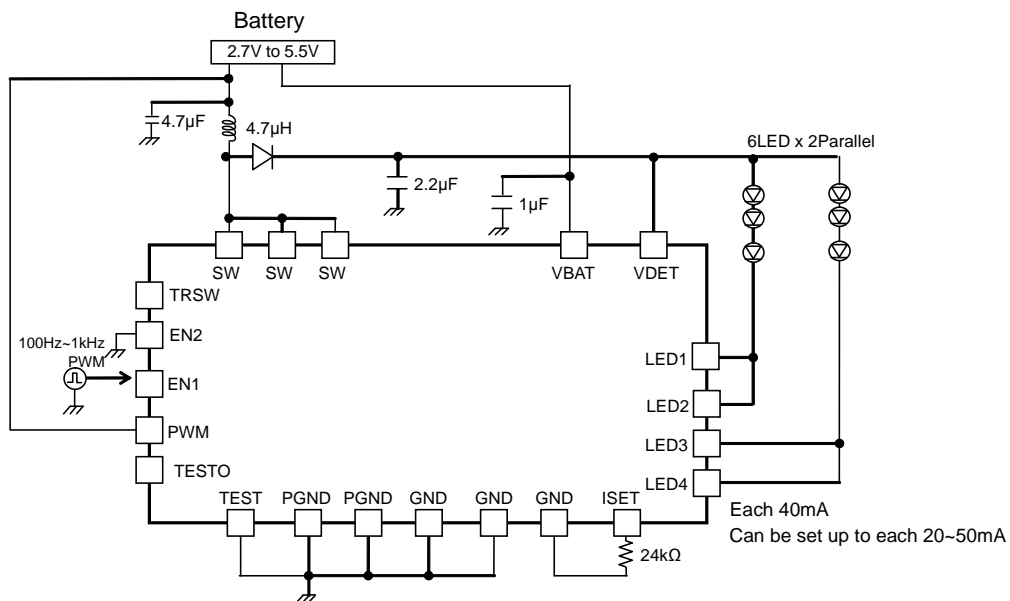 Battery
2.7V to 5.5V
4.7µF
4.7µH
6LED x 2Parallel
2.2µF
1µF
SW
SW
SW
VBAT
VDET
TRSW
EN2
100Hz~1kHz
PWM
EN1
PWM
TESTO
LED1
LED2
LED3
LED4
TEST
PGND
PGND
GND
GND
GND
ISET
24kΩ
Each 40mA
Can be set up to each 20~50mA